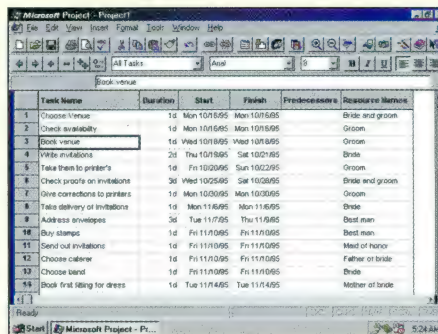 Microsoft Project - Project1
File Edit View Insert Format Tools Window Help
All Tasks Arial 8 B I U
Book venue
Task Name Duration Start Finish Predecessors Resource Names
1 Choose Venue 1d Mon 10/16/95 Mon 10/16/95 Bride and groom
2 Check availability 1d Mon 10/16/95 Mon 10/16/95 Groom
3 Book venue 1d Wed 10/18/95 Wed 10/18/95 Groom
4 Write invitations 2d Thu 10/19/95 Sat 10/21/95 Bride
5 Take them to printer's 1d Fri 10/20/95 Sun 10/22/95 Groom
6 Check proofs on invitations 3d Wed 10/25/95 Sat 10/28/95 Bride and groom
7 Give corrections to printers 1d Mon 10/30/95 Mon 10/30/95 Groom
8 Take delivery of invitations 1d Mon 11/6/95 Mon 11/6/95 Bride
9 Address envelopes 3d Tue 11/7/95 Thu 11/9/95 Best man
10 Buy stamps 1d Fri 11/10/95 Fri 11/10/95 Best man
11 Send out invitations 1d Fri 11/10/95 Fri 11/10/95 Maid of honor
12 Choose caterer 1d Fri 11/10/95 Fri 11/10/95 Father of bride
13 Choose band 1d Fri 11/10/95 Fri 11/10/95 Bride
14 Book first fitting for dress 1d Tue 11/14/95 Tue 11/14/95 Mother of bride
Ready
Start Microsoft Project - Pr... 5:24 AM